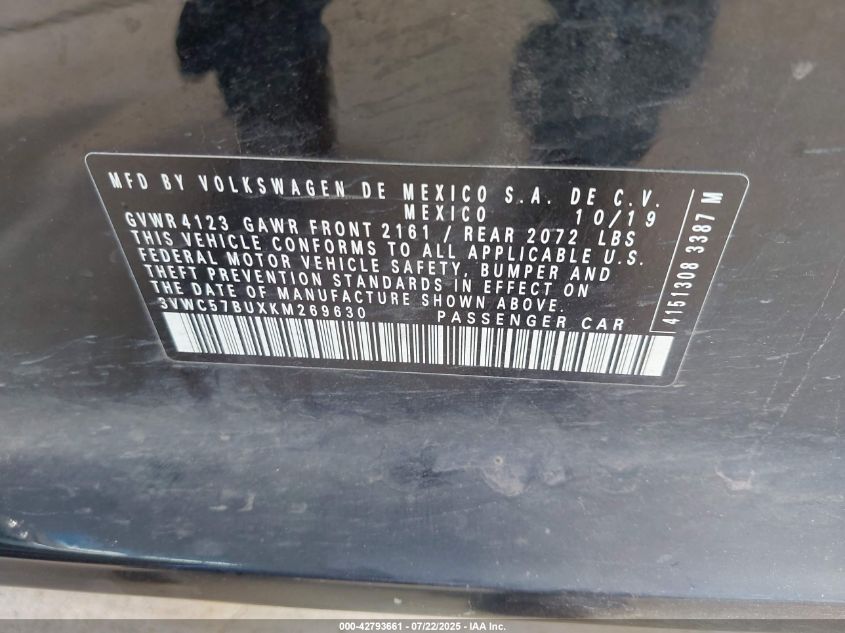 MFD BY VOLKSWAGEN DE MEXICO S.A. DE C.V.
MEXICO 10/19
GVWR 4123 GAWR FRONT 2161 / REAR 2072 LBS
THIS VEHICLE CONFORMS TO ALL APPLICABLE U.S.
FEDERAL MOTOR VEHICLE SAFETY, BUMPER AND
THEFT PREVENTION STANDARDS IN EFFECT ON
THE DATE OF MANUFACTURE SHOWN ABOVE.
3VWC57BUXKM269630 PASSENGER CAR
4151308 3387 M
000-42793661 - 07/22/2025 - IAA Inc.